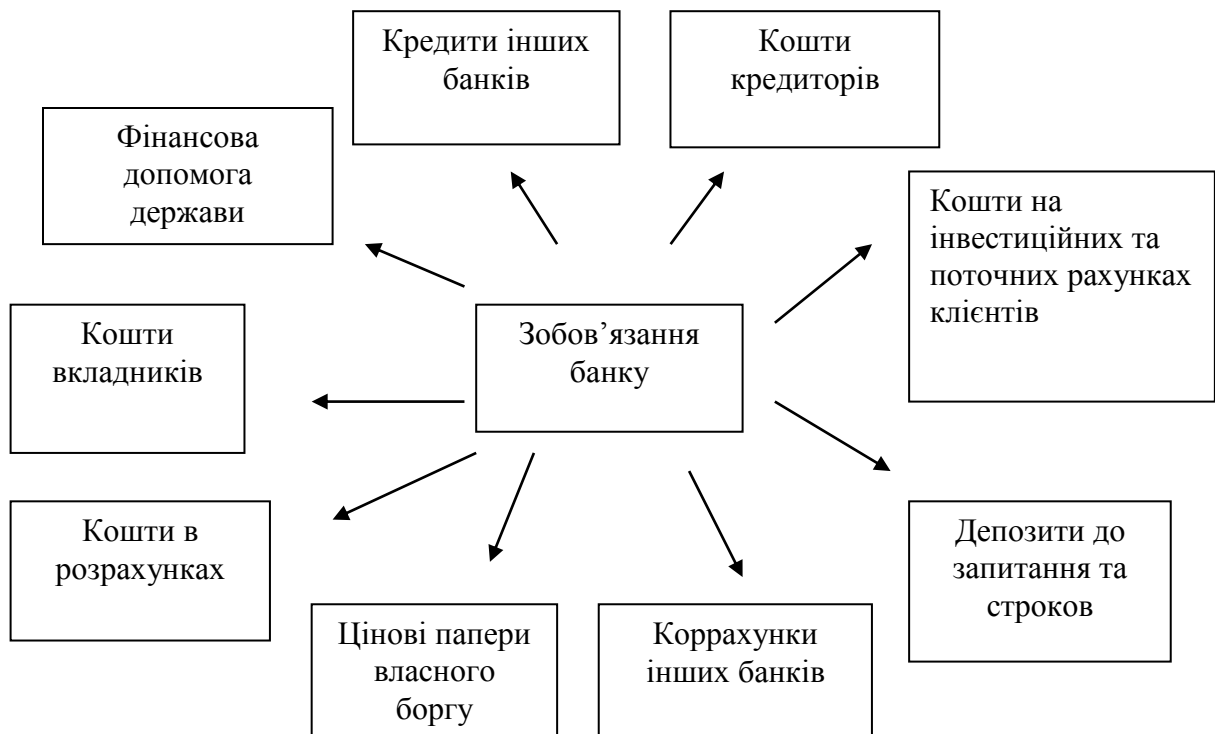 Кредити інших
банків
Кошти
кредиторів
Фінансова
допомога
держави
Кошти на
інвестиційних та
поточних рахунках
клієнтів
Кошти
вкладників
Зобов’язання
банку
Кошти в
розрахунках
Депозити до
запитання та
строков
Цінові папери
власного
боргу
Коррахунки
інших банків